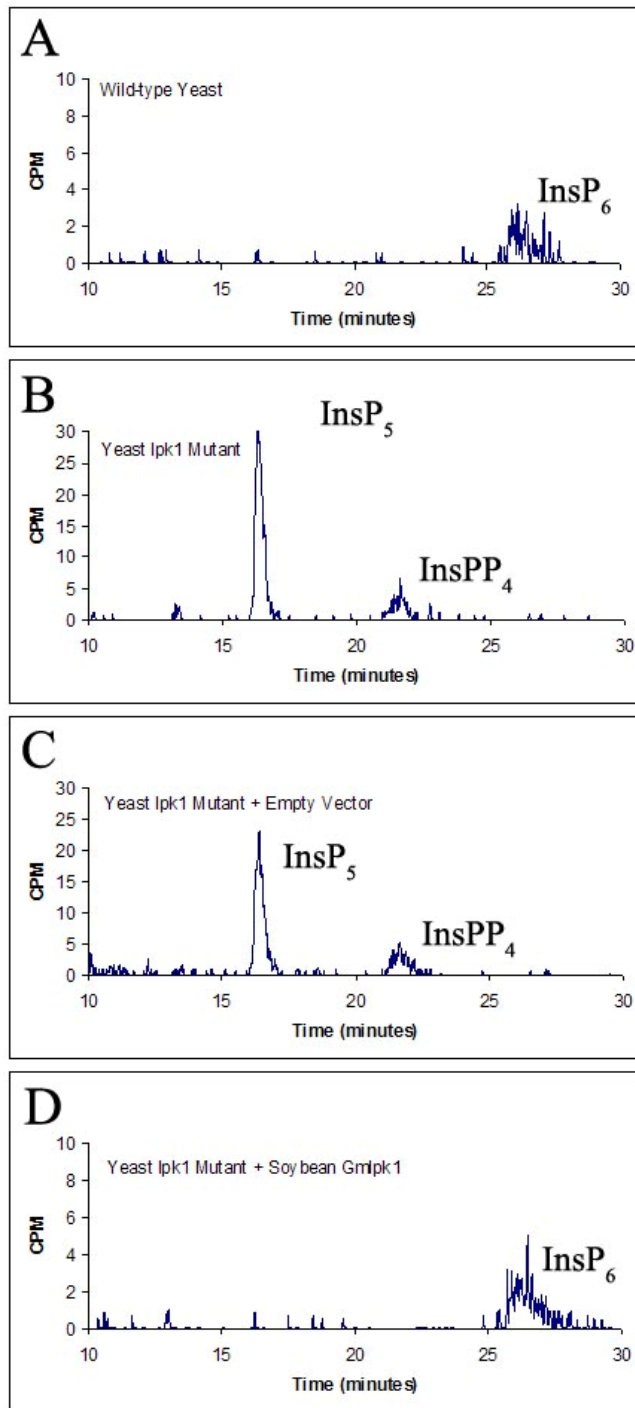 A
Wild-type Yeast
10
8
6
4
2
0
CPM
InsP6
10 15 20 25 30
Time (minutes)
B
Yeast Ipk1 Mutant
30
25
20
15
10
5
0
CPM
InsP5
InsPP4
10 15 20 25 30
Time (minutes)
C
Yeast Ipk1 Mutant + Empty Vector
30
25
20
15
10
5
0
CPM
InsP5
InsPP4
10 15 20 25 30
Time (minutes)
D
Yeast Ipk1 Mutant + Soybean GmIpk1
10
8
6
4
2
0
CPM
InsP6
10 15 20 25 30
Time (minutes)